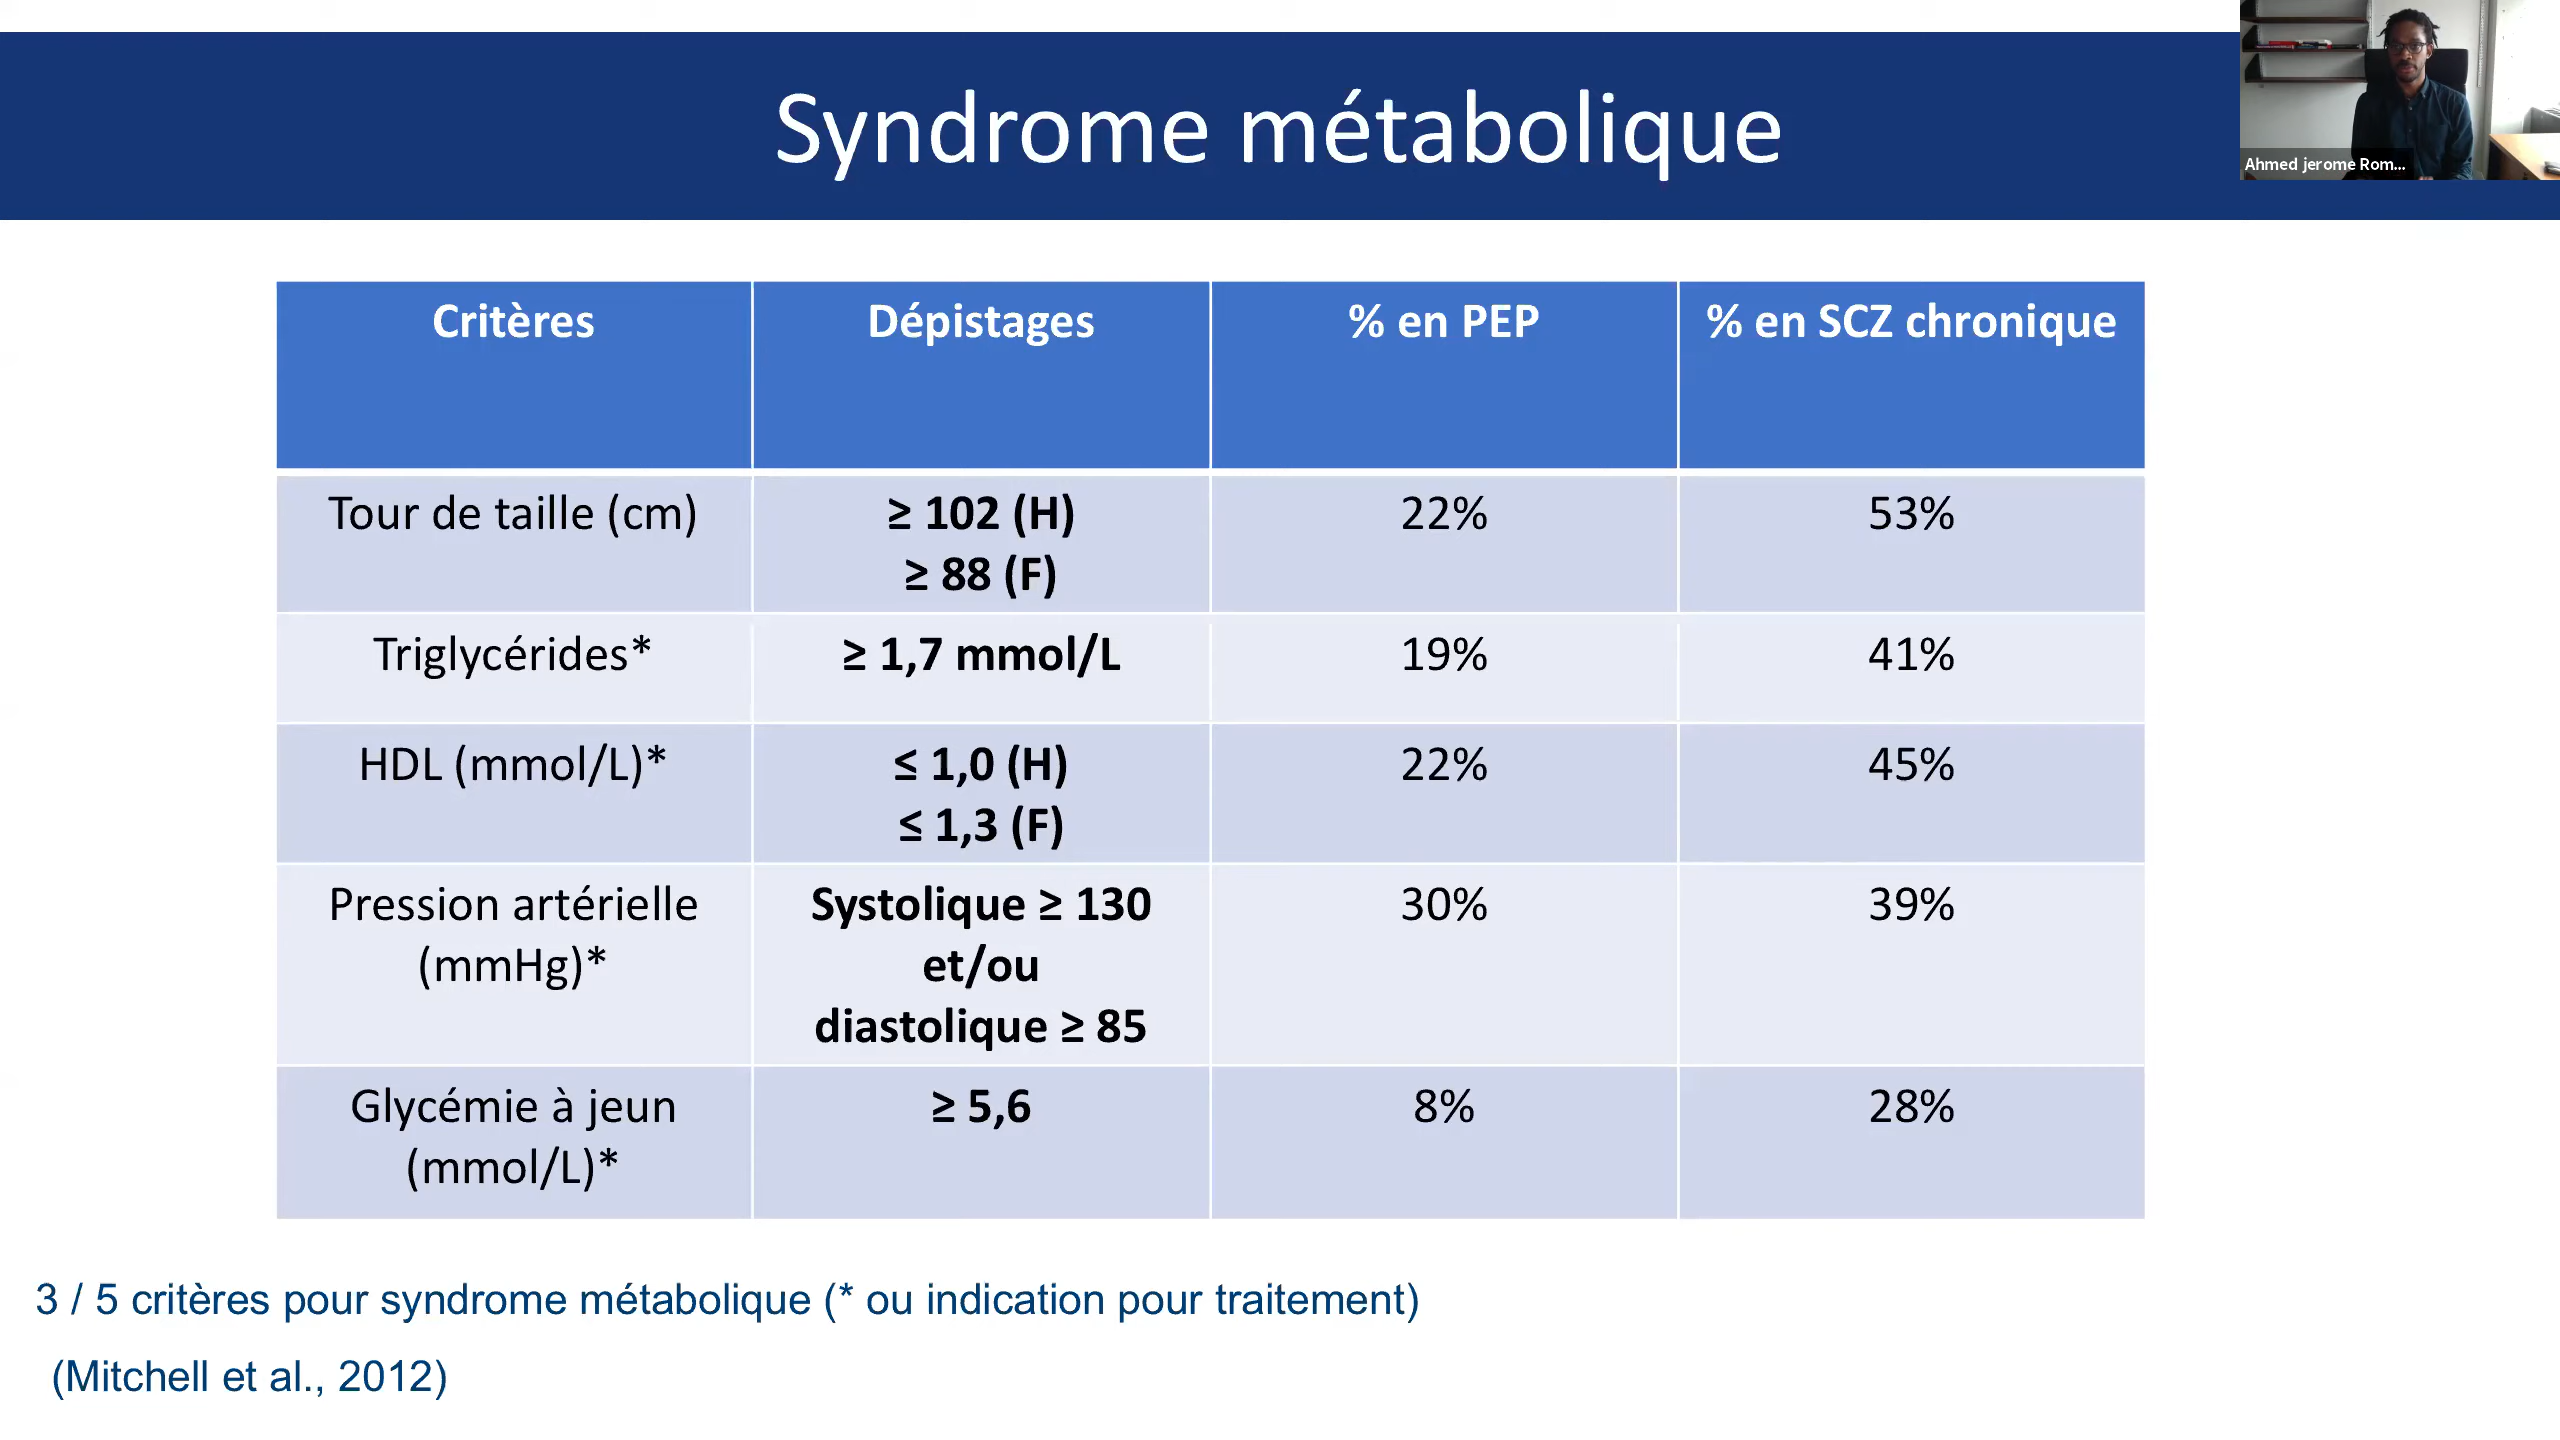 Syndrome métabolique
Ahmed jerome Rom...
Critères
Dépistages
% en PEP
% en SCZ chronique
Tour de taille (cm)
≥ 102 (H)
≥ 88 (F)
22%
53%
Triglycérides*
≥ 1,7 mmol/L
19%
41%
HDL (mmol/L)*
≤ 1,0 (H)
≤ 1,3 (F)
22%
45%
Pression artérielle
(mmHg)*
Systolique ≥ 130
et/ou
diastolique ≥ 85
30%
39%
Glycémie à jeun
(mmol/L)*
≥ 5,6
8%
28%
3 / 5 critères pour syndrome métabolique (* ou indication pour traitement)
(Mitchell et al., 2012)